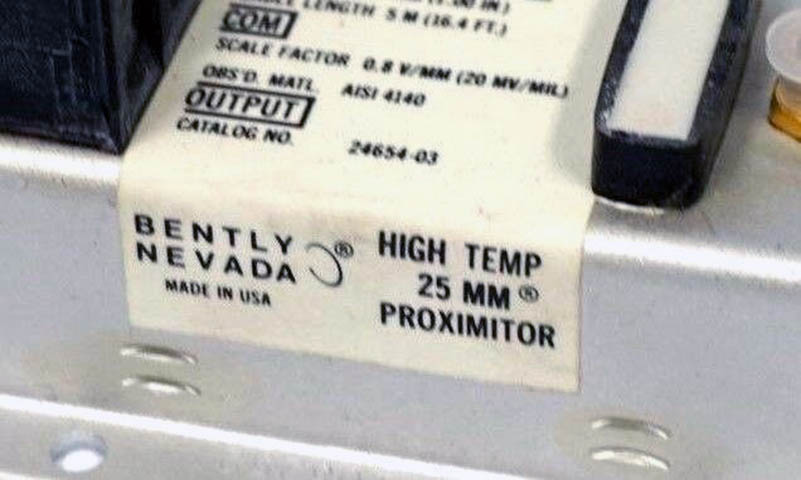 LENGTH 5 M (16.4 FT.)
COM
SCALE FACTOR 0.8 V/MM (20 MV/MIL)
OBS'D. MATL. AISI 4140
OUTPUT
CATALOG NO. 24654-03
BENTLY
NEVADA ®
MADE IN USA
HIGH TEMP
25 MM ®
PROXIMITOR